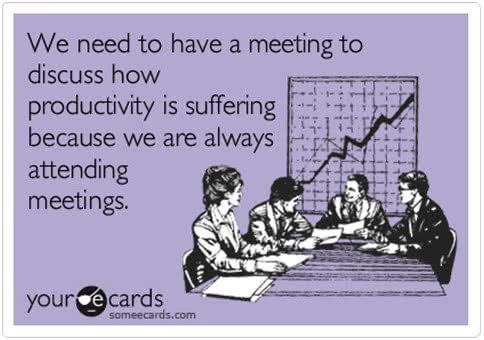 We need to have a meeting to
discuss how
productivity is suffering
because we are always
attending
meetings.
your e cards
someecards.com